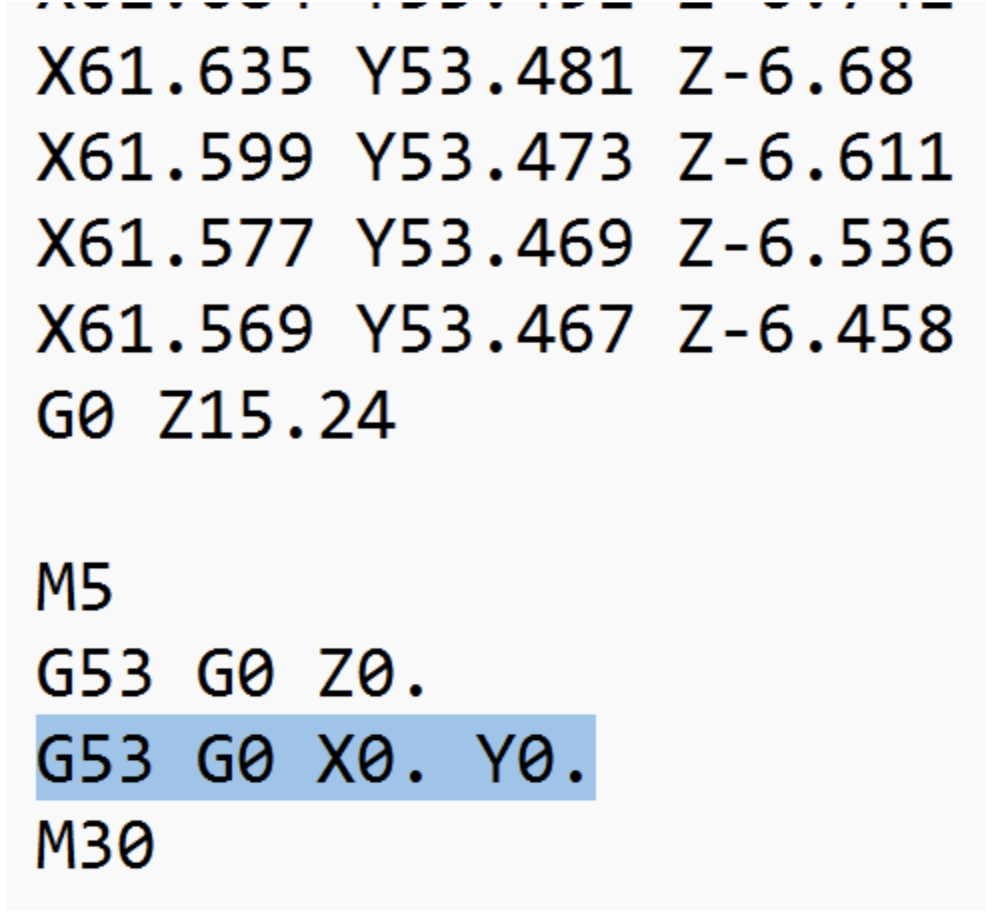 X61.635 Y53.481 Z-6.68
X61.599 Y53.473 Z-6.611
X61.577 Y53.469 Z-6.536
X61.569 Y53.467 Z-6.458
G0 Z15.24
M5
G53 G0 Z0.
G53 G0 X0. Y0.
M30